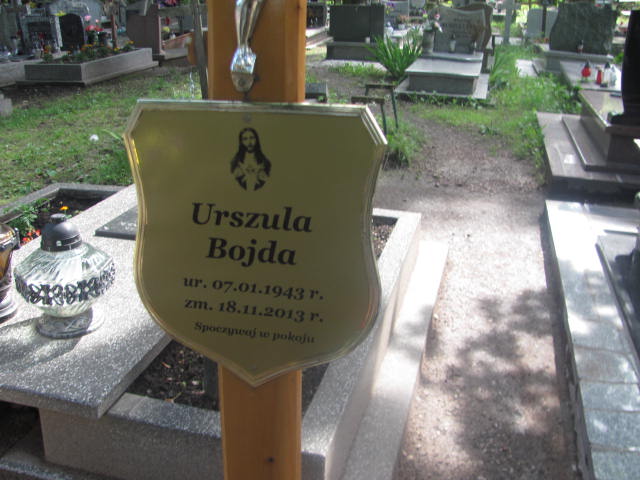 Urszula
Bojda
ur. 07.01.1943 r.
zm. 18.11.2013 r.
Spoczywaj w pokoju